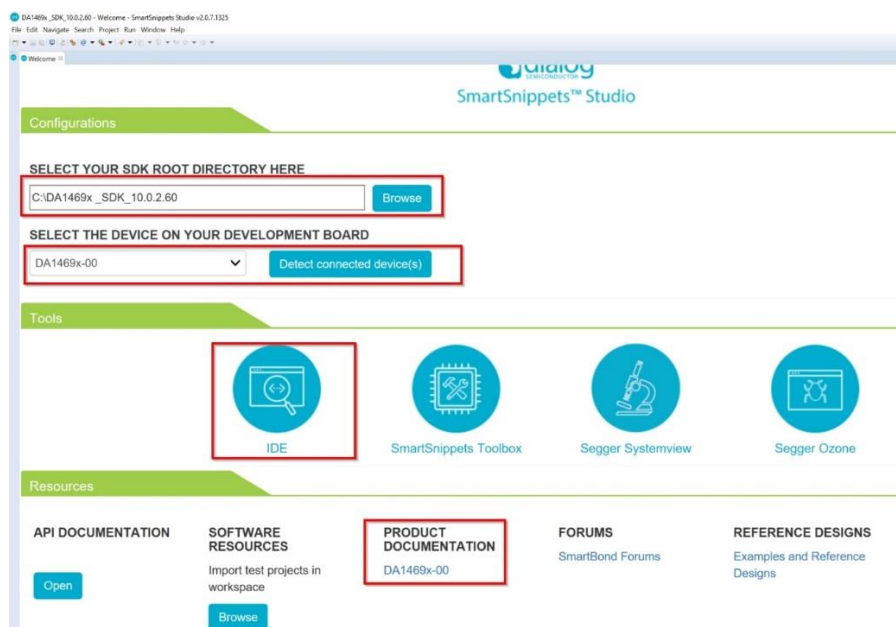 DA1469x _SDK_10.0.2.60 - Welcome - SmartSnippets Studio v2.0.7.1325
File Edit Navigate Search Project Run Window Help
Welcome
dialog
SEMICONDUCTOR
SmartSnippets™ Studio
Configurations
SELECT YOUR SDK ROOT DIRECTORY HERE
C:\DA1469x _SDK_10.0.2.60
Browse
SELECT THE DEVICE ON YOUR DEVELOPMENT BOARD
DA1469x-00
Detect connected device(s)
Tools
IDE
SmartSnippets Toolbox
Segger Systemview
Segger Ozone
Resources
API DOCUMENTATION
Open
SOFTWARE
RESOURCES
Import test projects in
workspace
Browse
PRODUCT
DOCUMENTATION
DA1469x-00
FORUMS
SmartBond Forums
REFERENCE DESIGNS
Examples and Reference
Designs